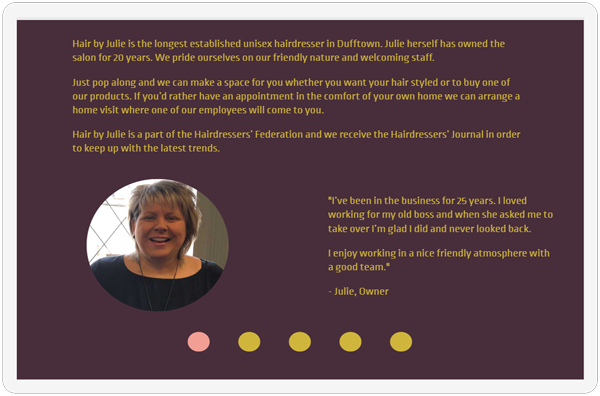 Hair by Julie is the longest established unisex hairdresser in Dufftown. Julie herself has owned the
salon for 20 years. We pride ourselves on our friendly nature and welcoming staff.
Just pop along and we can make a space for you whether you want your hair styled or to buy one of
our products. If you'd rather have an appointment in the comfort of your own home we can arrange a
home visit where one of our employees will come to you.
Hair by Julie is a part of the Hairdressers' Federation and we receive the Hairdressers' Journal in order
to keep up with the latest trends.
"I've been in the business for 25 years. I loved
working for my old boss and when she asked me to
take over I'm glad I did and never looked back.
I enjoy working in a nice friendly atmosphere with
a good team."
- Julie, Owner